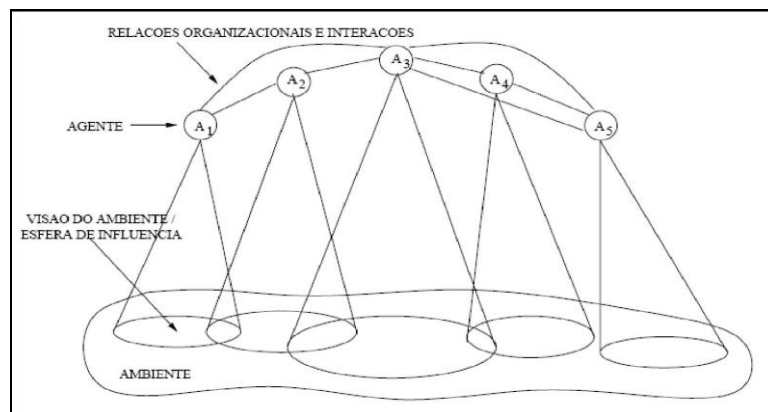 RELACOES ORGANIZACIONAIS E INTERACOES
A3
A2
A4
AGENTE
A1
A5
VISAO DO AMBIENTE /
ESFERA DE INFLUENCIA
AMBIENTE